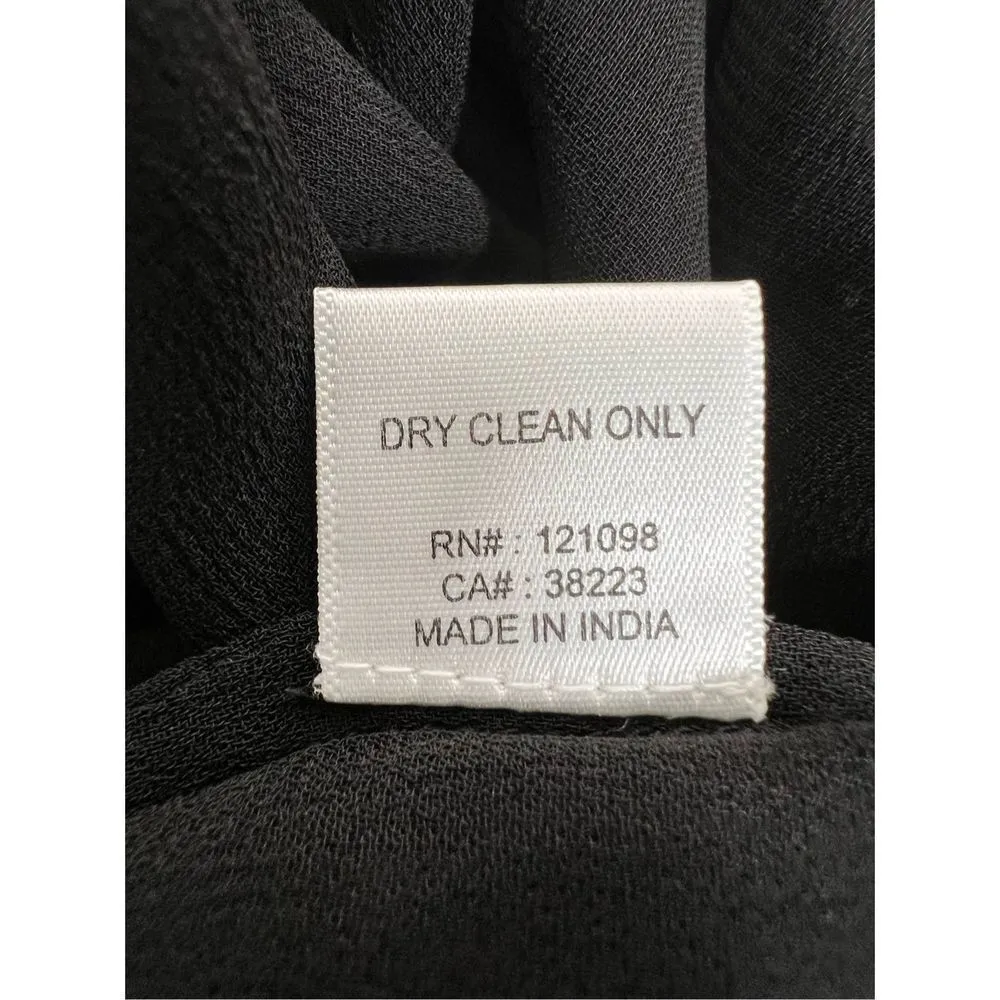 DRY CLEAN ONLY
RN# : 121098
CA# : 38223
MADE IN INDIA